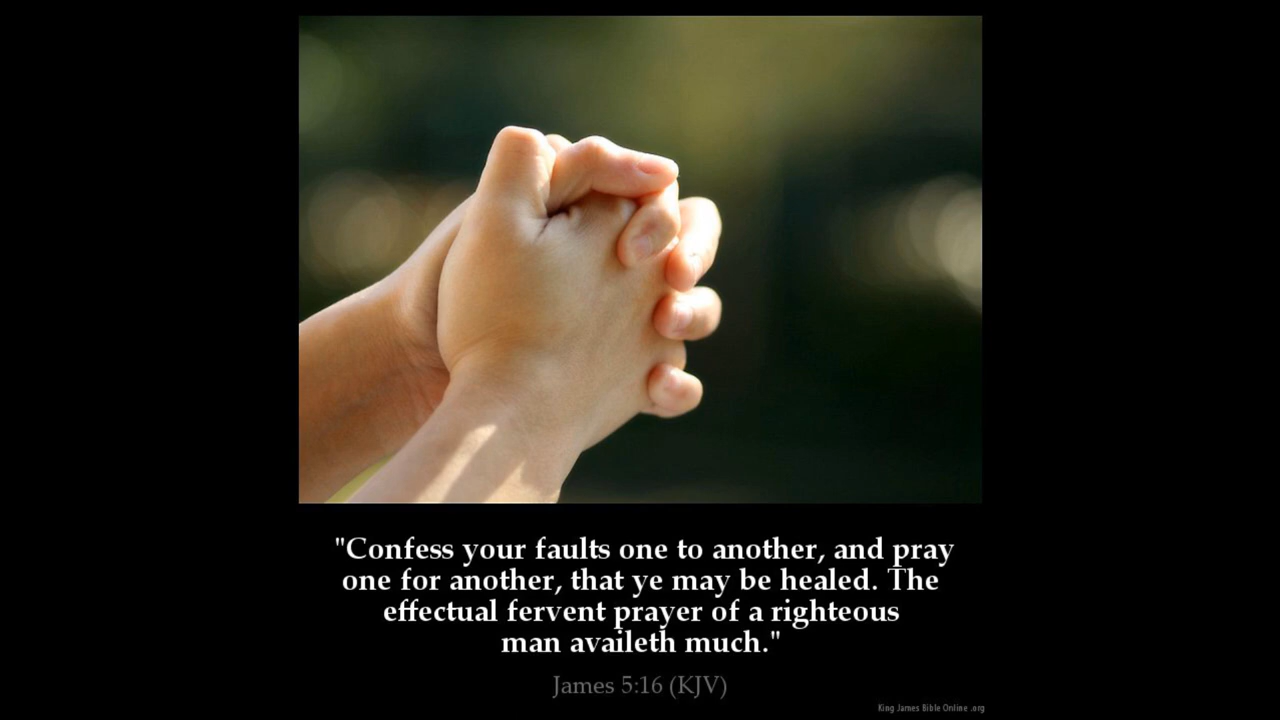 "Confess your faults one to another, and pray
one for another, that ye may be healed. The
effectual fervent prayer of a righteous
man availeth much."
James 5:16 (KJV)
King James Bible Online .org